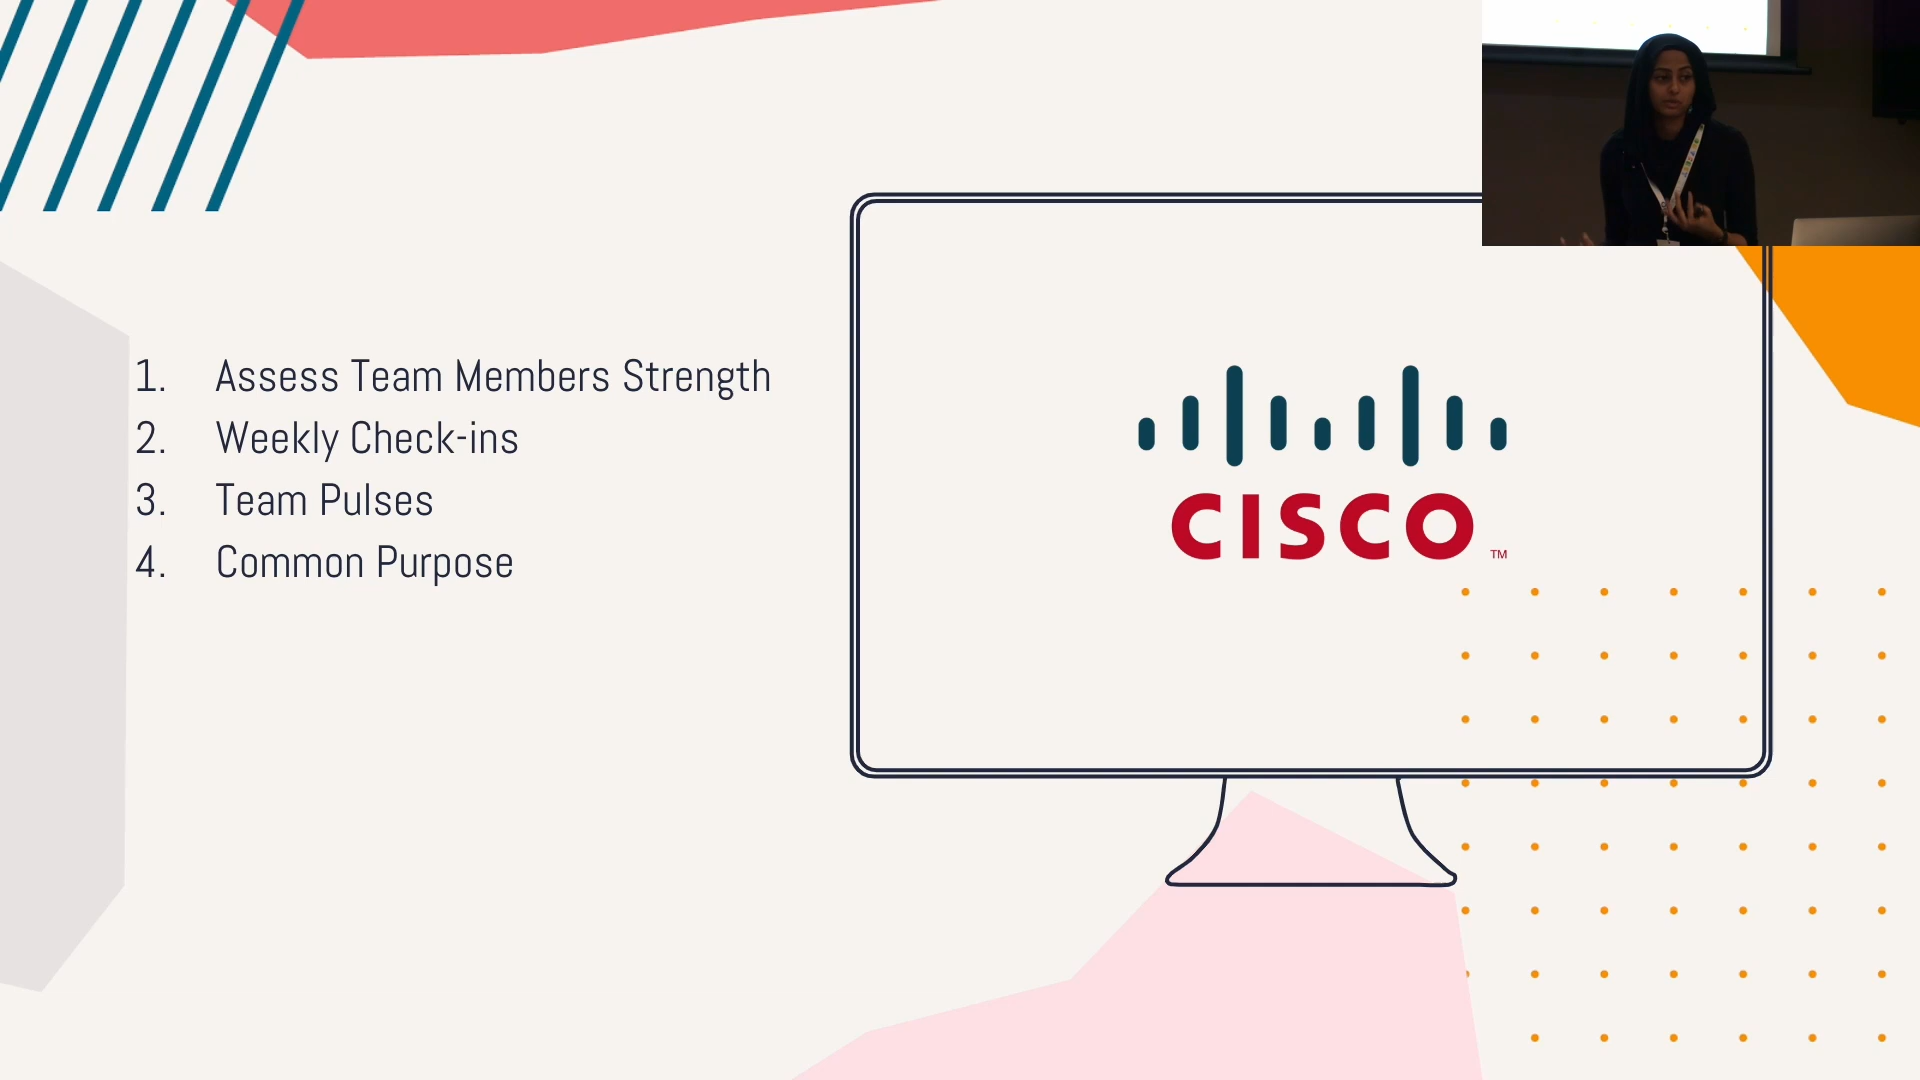 1. Assess Team Members Strength
2. Weekly Check-ins
3. Team Pulses
4. Common Purpose
CISCO TM